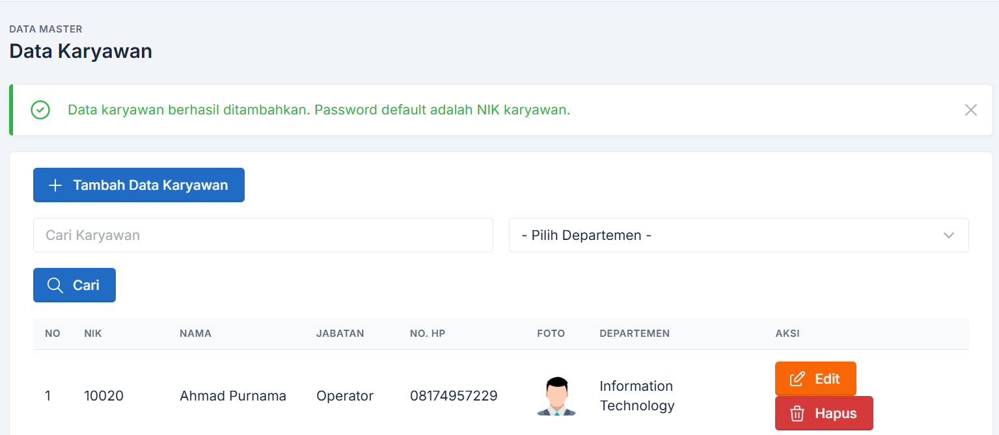 DATA MASTER
Data Karyawan
Data karyawan berhasil ditambahkan. Password default adalah NIK karyawan.
Tambah Data Karyawan
Cari Karyawan
- Pilih Departemen -
Cari
NO NIK NAMA JABATAN NO. HP FOTO DEPARTEMEN AKSI
1 10020 Ahmad Purnama Operator 08174957229 Information
Technology
Edit
Hapus